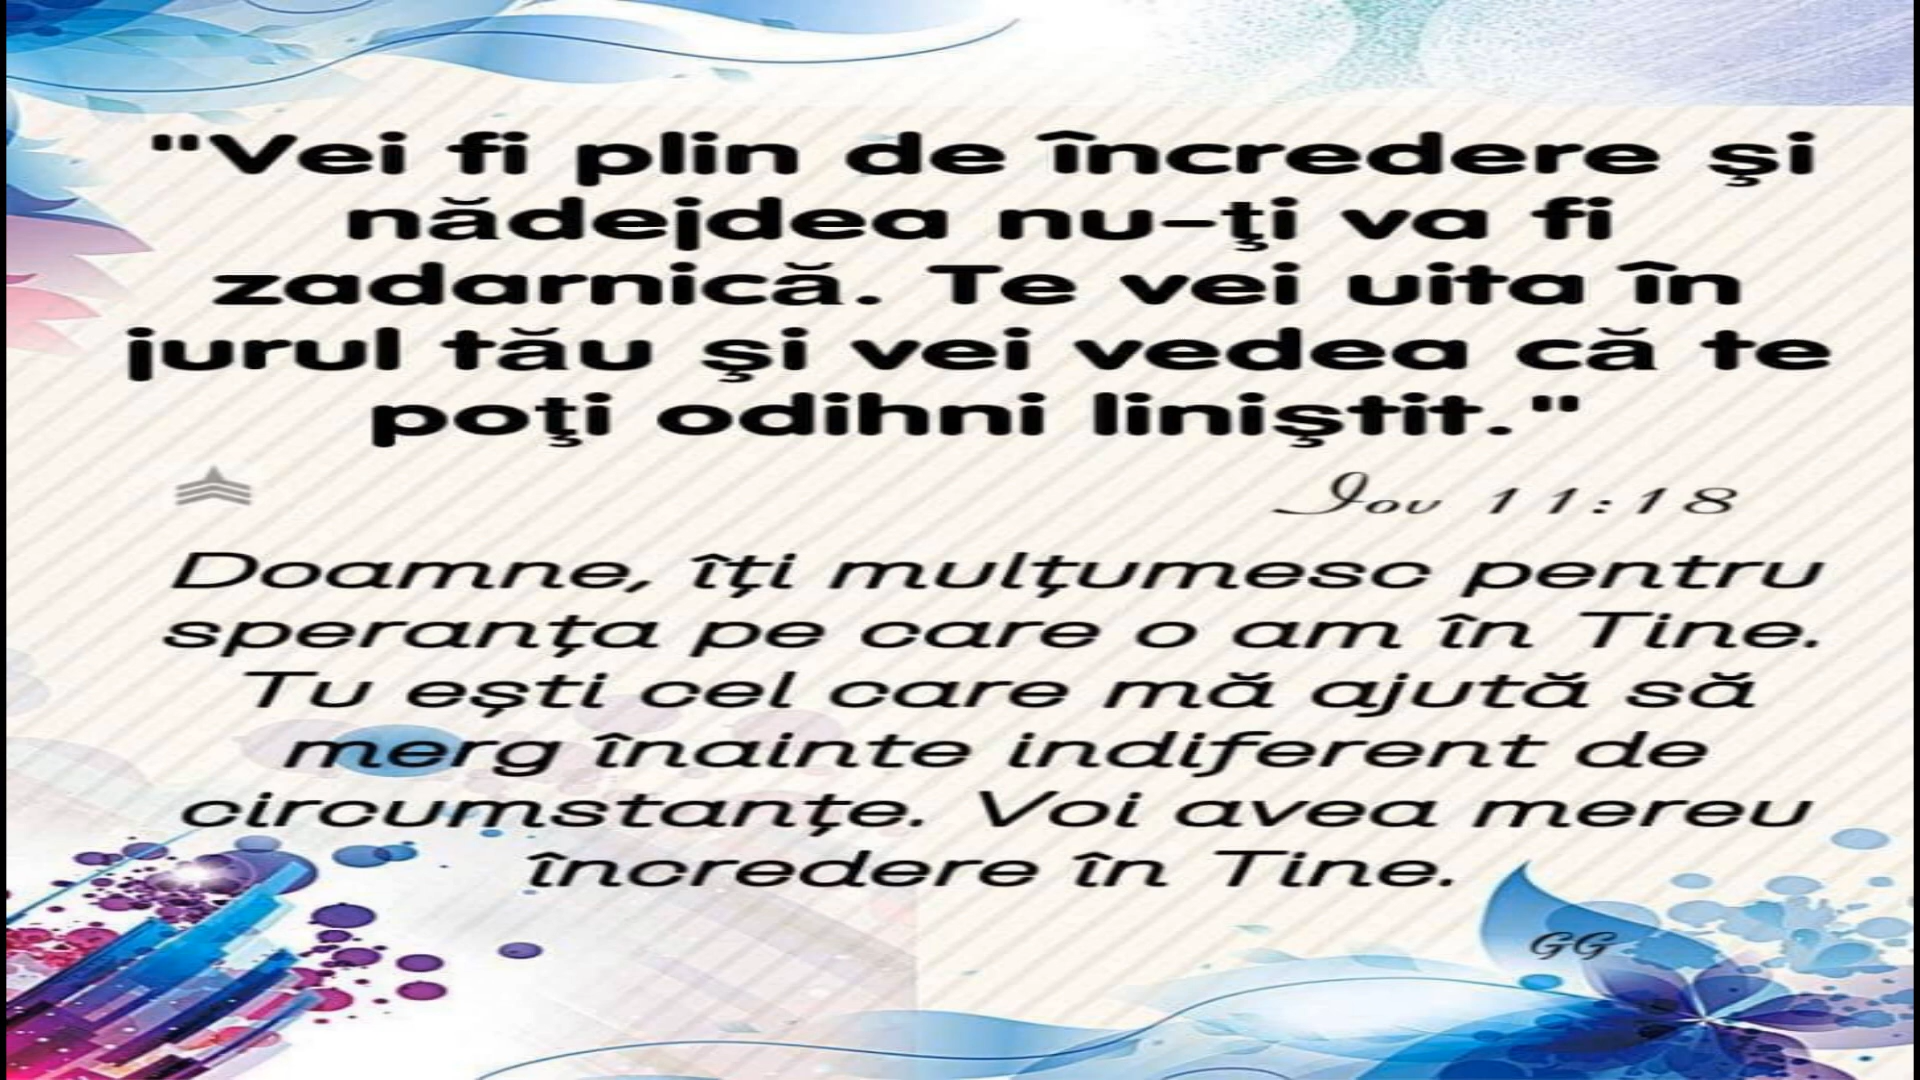 "Vei fi plin de încredere şi
nădejdea nu-ţi va fi
zadarnică. Te vei uita în
jurul tău şi vei vedea că te
poţi odihni liniştit."
Iov 11:18
Doamne, îți mulțumesc pentru
speranța pe care o am în Tine.
Tu ești cel care mă ajută să
merg înainte indiferent de
circumstanțe. Voi avea mereu
încredere în Tine.
GG